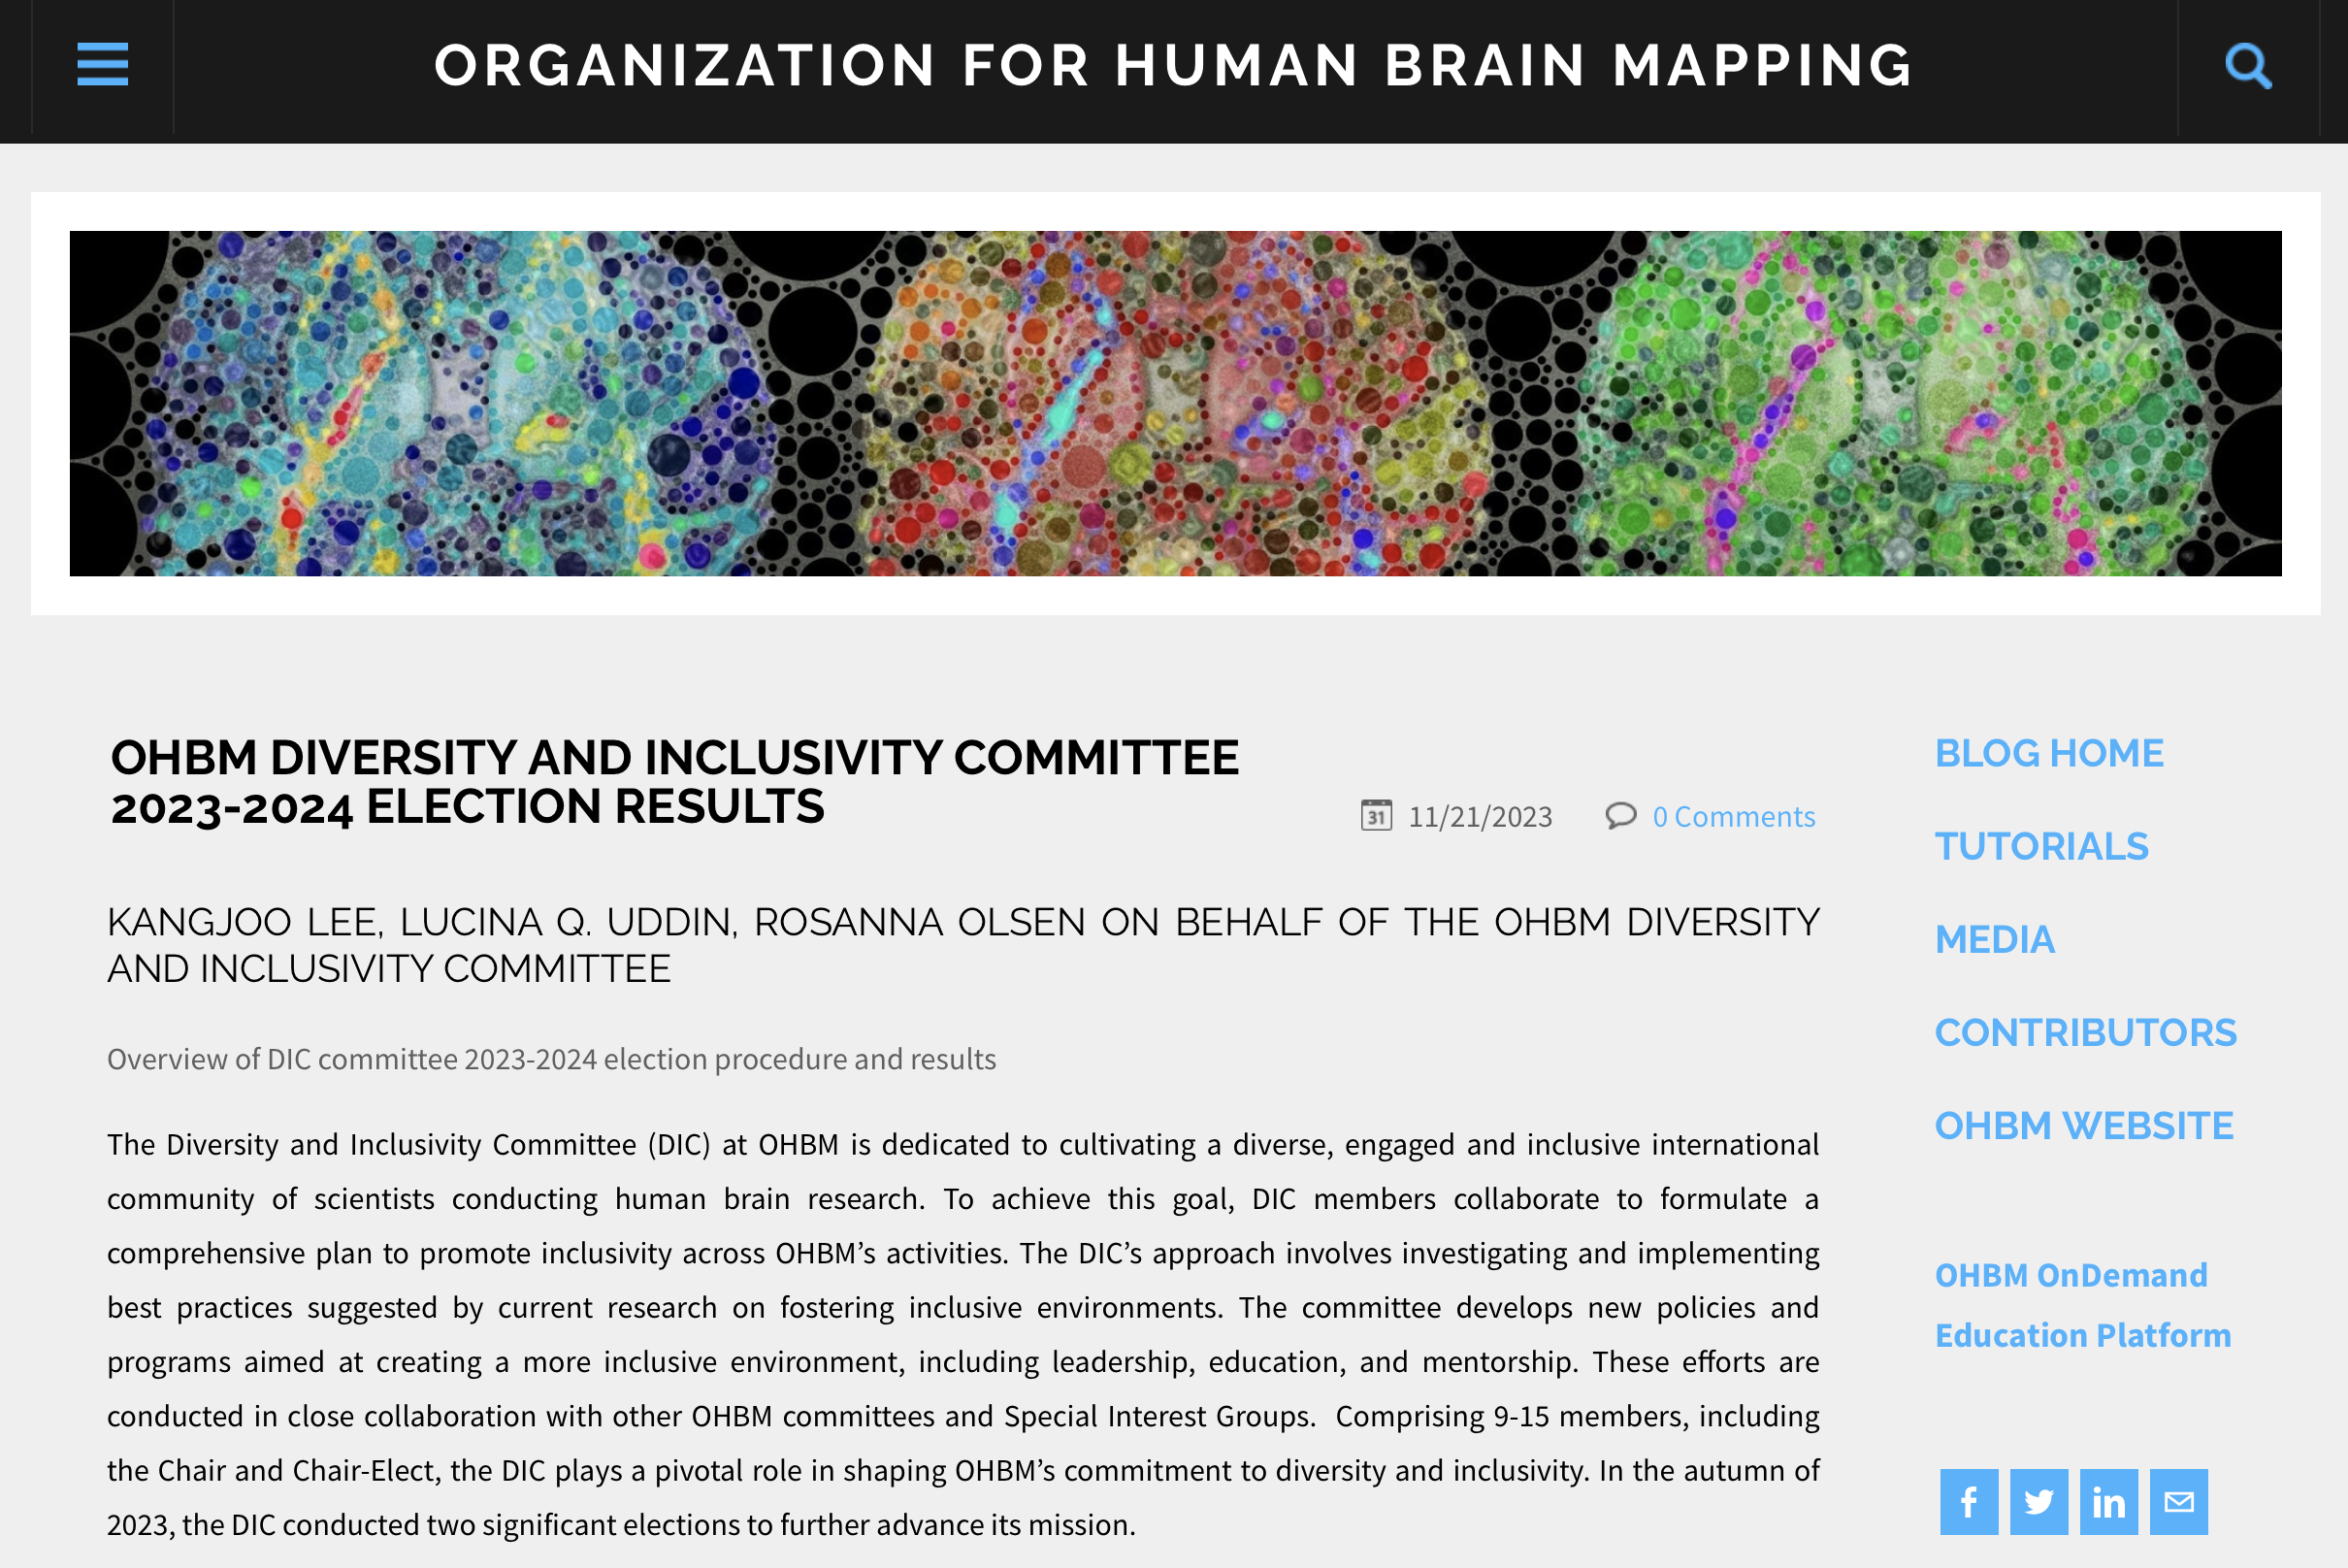 ORGANIZATION FOR HUMAN BRAIN MAPPING
OHBM DIVERSITY AND INCLUSIVITY COMMITTEE
2023-2024 ELECTION RESULTS
31 11/21/2023 0 Comments
KANGJOO LEE, LUCINA Q. UDDIN, ROSANNA OLSEN ON BEHALF OF THE OHBM DIVERSITY
AND INCLUSIVITY COMMITTEE
Overview of DIC committee 2023-2024 election procedure and results
The Diversity and Inclusivity Committee (DIC) at OHBM is dedicated to cultivating a diverse, engaged and inclusive international
community of scientists conducting human brain research. To achieve this goal, DIC members collaborate to formulate a
comprehensive plan to promote inclusivity across OHBM’s activities. The DIC’s approach involves investigating and implementing
best practices suggested by current research on fostering inclusive environments. The committee develops new policies and
programs aimed at creating a more inclusive environment, including leadership, education, and mentorship. These efforts are
conducted in close collaboration with other OHBM committees and Special Interest Groups.  Comprising 9-15 members, including
the Chair and Chair-Elect, the DIC plays a pivotal role in shaping OHBM’s commitment to diversity and inclusivity. In the autumn of
2023, the DIC conducted two significant elections to further advance its mission.
BLOG HOME
TUTORIALS
MEDIA
CONTRIBUTORS
OHBM WEBSITE
OHBM OnDemand
Education Platform